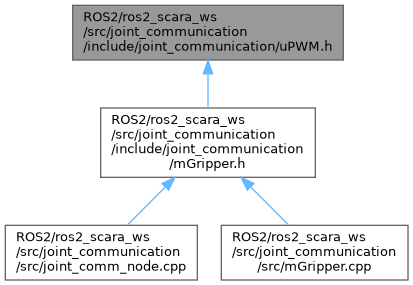 ROS2/ros2_scara_ws
/src/joint_communication
/include/joint_communication/uPWM.h
ROS2/ros2_scara_ws
/src/joint_communication
/include/joint_communication
/mGripper.h
ROS2/ros2_scara_ws
/src/joint_communication
/src/joint_comm_node.cpp
ROS2/ros2_scara_ws
/src/joint_communication
/src/mGripper.cpp